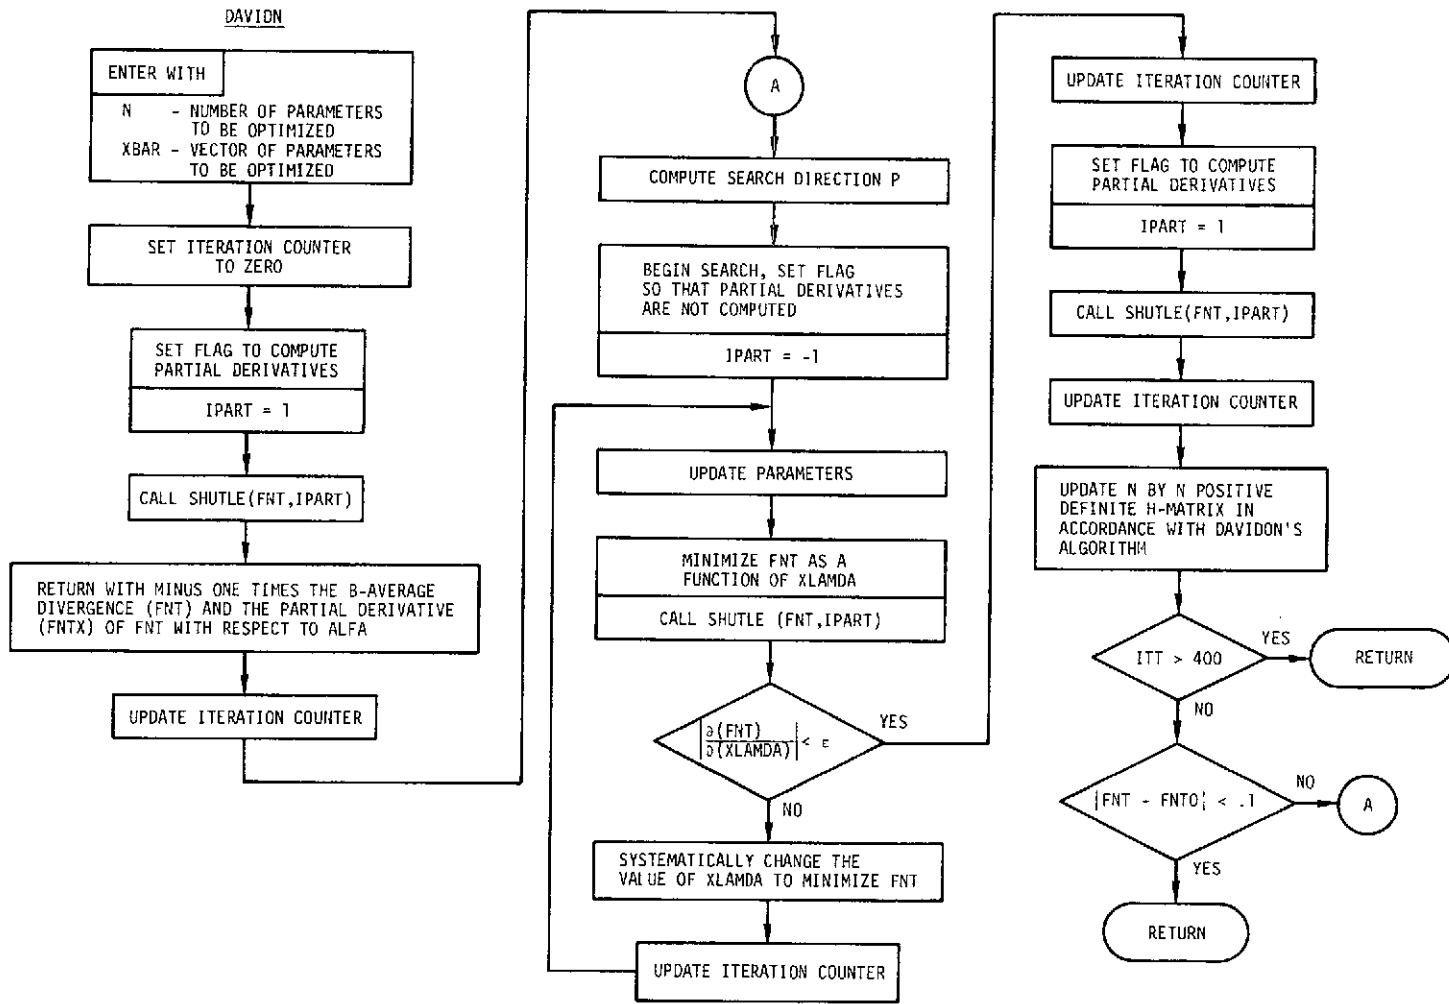 DAVIDN
ENTER WITH
N - NUMBER OF PARAMETERS
TO BE OPTIMIZED
XBAR - VECTOR OF PARAMETERS
TO BE OPTIMIZED
SET ITERATION COUNTER
TO ZERO
SET FLAG TO COMPUTE
PARTIAL DERIVATIVES
IPART = 1
CALL SHUTLE(FNT,IPART)
RETURN WITH MINUS ONE TIMES THE B-AVERAGE
DIVERGENCE (FNT) AND THE PARTIAL DERIVATIVE
(FNTX) OF FNT WITH RESPECT TO ALFA
UPDATE ITERATION COUNTER
A
COMPUTE SEARCH DIRECTION P
BEGIN SEARCH, SET FLAG
SO THAT PARTIAL DERIVATIVES
ARE NOT COMPUTED
IPART = -1
UPDATE PARAMETERS
MINIMIZE FNT AS A
FUNCTION OF XLAMDA
CALL SHUTLE (FNT,IPART)
|∂(FNT)
∂(XLAMDA)| < ε
YES
NO
SYSTEMATICALLY CHANGE THE
VALUE OF XLAMDA TO MINIMIZE FNT
UPDATE ITERATION COUNTER
UPDATE ITERATION COUNTER
SET FLAG TO COMPUTE
PARTIAL DERIVATIVES
IPART = 1
CALL SHUTLE(FNT,IPART)
UPDATE ITERATION COUNTER
UPDATE N BY N POSITIVE
DEFINITE H-MATRIX IN
ACCORDANCE WITH DAVIDON'S
ALGORITHM
ITT > 400
YES
RETURN
NO
|FNT - FNTO| < .1
NO
A
YES
RETURN